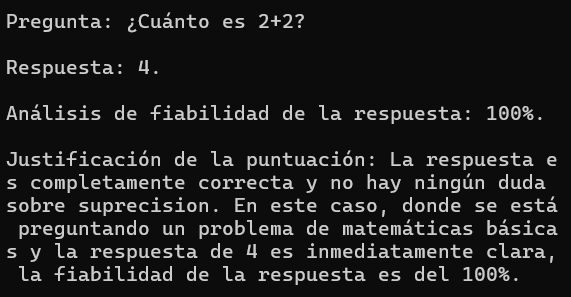 Pregunta: ¿Cuánto es 2+2?
Respuesta: 4.
Análisis de fiabilidad de la respuesta: 100%.
Justificación de la puntuación: La respuesta e
s completamente correcta y no hay ningún duda
sobre suprecision. En este caso, donde se está
 preguntando un problema de matemáticas básica
s y la respuesta de 4 es inmediatamente clara,
 la fiabilidad de la respuesta es del 100%.